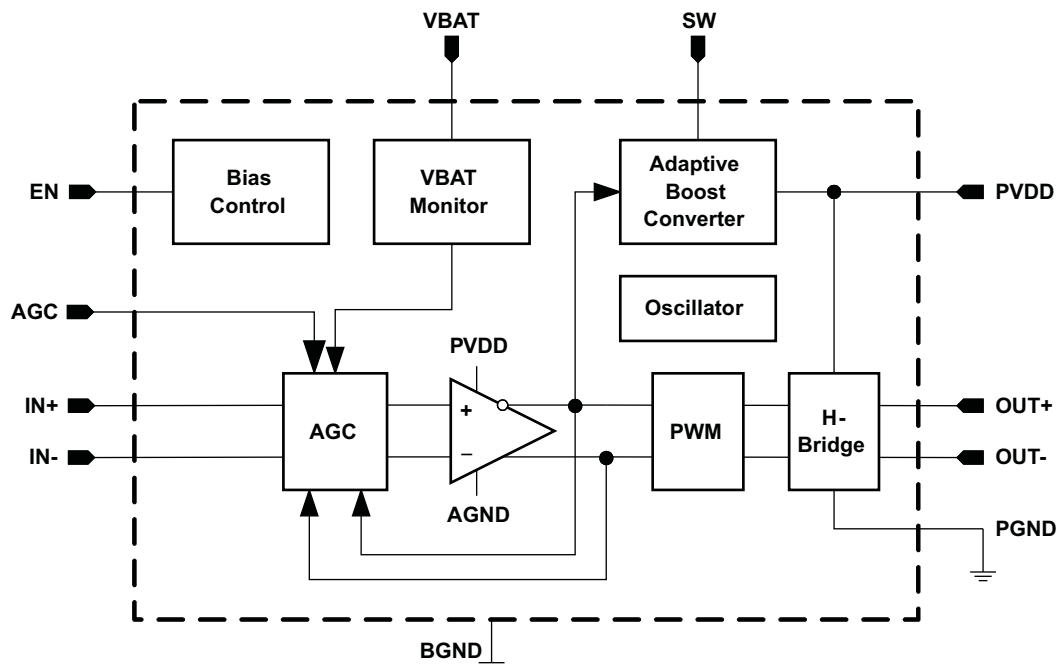 VBAT
SW
EN
Bias
Control
VBAT
Monitor
Adaptive
Boost
Converter
PVDD
AGC
Oscillator
PVDD
IN+
IN-
AGC
+
–
PWM
H-
Bridge
OUT+
OUT-
AGND
PGND
BGND